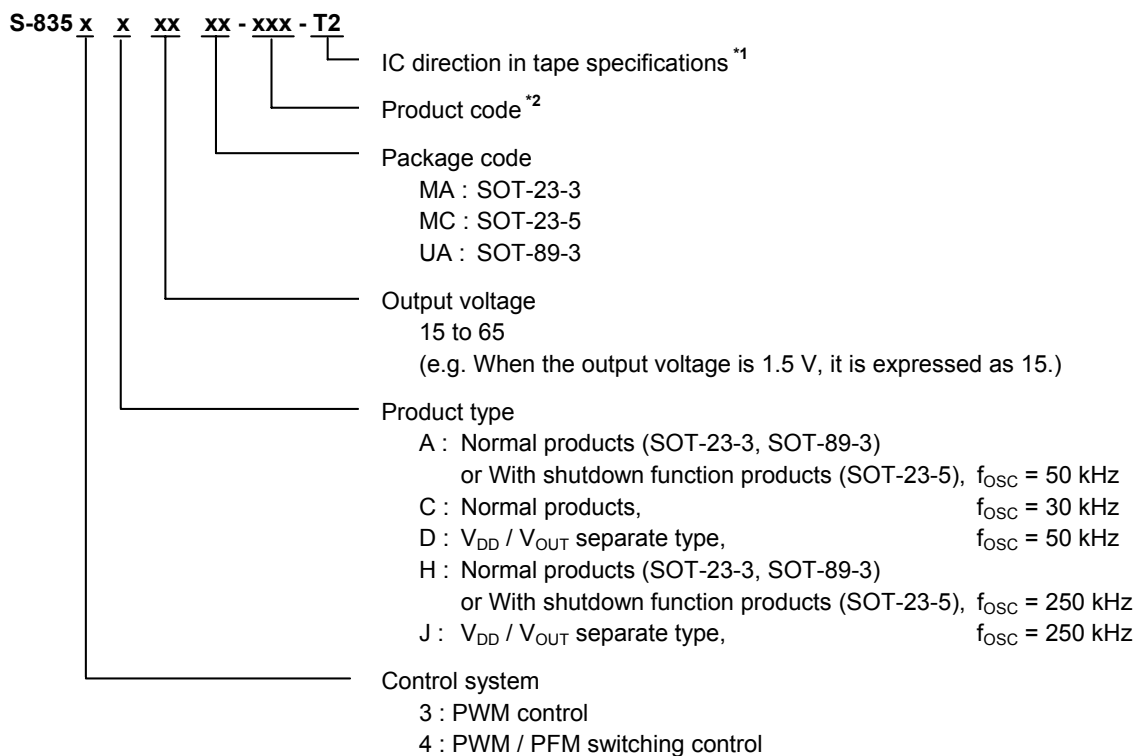 S-835 x x xx xx - xxx - T2
IC direction in tape specifications *1
Product code *2
Package code
MA : SOT-23-3
MC : SOT-23-5
UA : SOT-89-3
Output voltage
15 to 65
(e.g. When the output voltage is 1.5 V, it is expressed as 15.)
Product type
A : Normal products (SOT-23-3, SOT-89-3)
or With shutdown function products (SOT-23-5), fOSC = 50 kHz
C : Normal products, fOSC = 30 kHz
D : VDD / VOUT separate type, fOSC = 50 kHz
H : Normal products (SOT-23-3, SOT-89-3)
or With shutdown function products (SOT-23-5), fOSC = 250 kHz
J : VDD / VOUT separate type, fOSC = 250 kHz
Control system
3 : PWM control
4 : PWM / PFM switching control